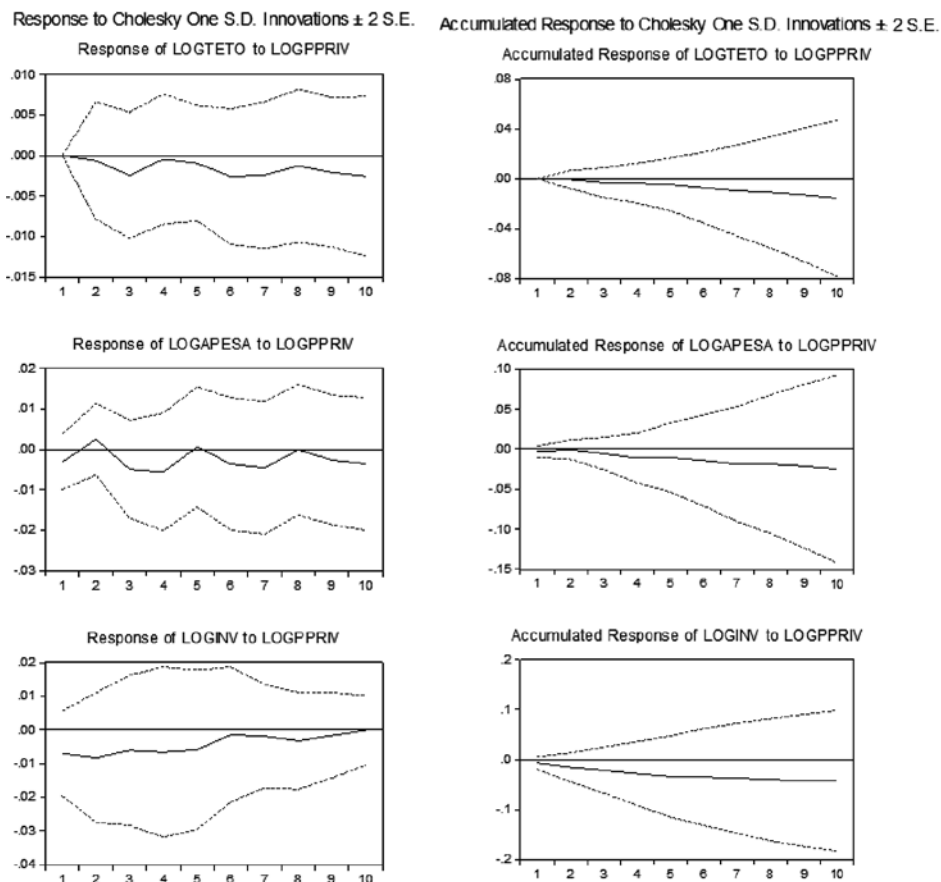 Response to Cholesky One S.D. Innovations ± 2 S.E.
Response of LOGTETO to LOGPPRIV
.010
.005
.000
-.005
-.010
-.015
1 2 3 4 5 6 7 8 9 10
Response of LOGAPESA to LOGPPRIV
.02
.01
.00
-.01
-.02
-.03
1 2 3 4 5 6 7 8 9 10
Response of LOGINV to LOGPPRIV
.02
.01
.00
-.01
-.02
-.03
-.04
1 2 3 4 5 6 7 8 9 10
Accumulated Response to Cholesky One S.D. Innovations ± 2 S.E.
Accumulated Response of LOGTETO to LOGPPRIV
.08
.04
.00
-.04
-.08
1 2 3 4 5 6 7 8 9 10
Accumulated Response of LOGAPESA to LOGPPRIV
.10
.05
.00
-.05
-.10
-.15
1 2 3 4 5 6 7 8 9 10
Accumulated Response of LOGINV to LOGPPRIV
.2
.1
.0
-.1
-.2
1 2 3 4 5 6 7 8 9 10